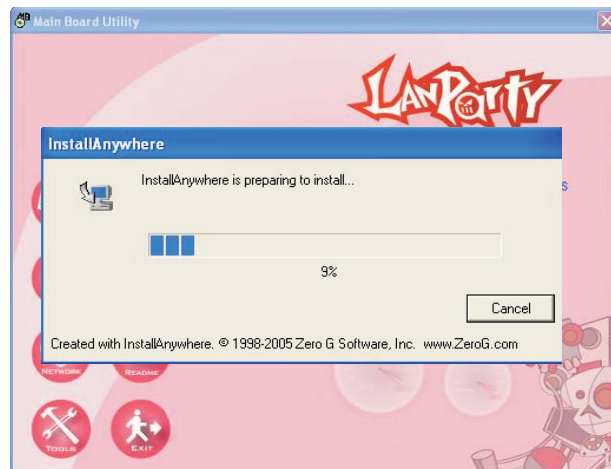 Main Board Utility
LANPARTY
InstallAnywhere
InstallAnywhere is preparing to install...
s
9%
Cancel
Created with InstallAnywhere. © 1998-2005 Zero G Software, Inc. www.ZeroG.com
NETWORK README
TOOLS EXIT